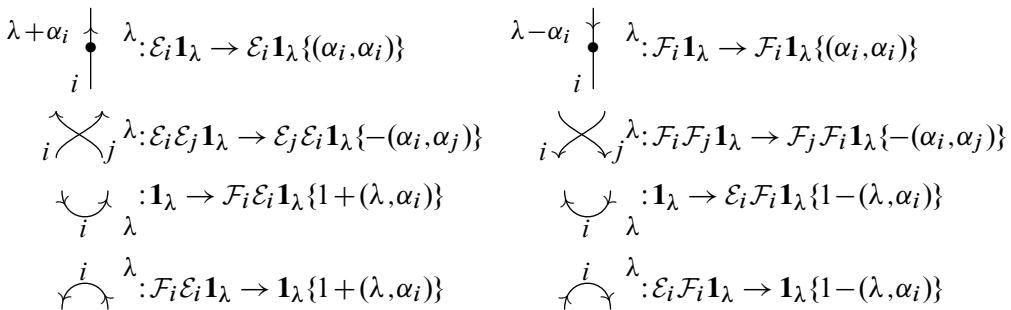 λ+αᵢ λ :ℰᵢ𝟏_λ → ℰᵢ𝟏_λ{(αᵢ,αᵢ)} i λ−αᵢ λ :ℱᵢ𝟏_λ → ℱᵢ𝟏_λ{(αᵢ,αᵢ)} i
i j λ :ℰᵢℰⱼ𝟏_λ → ℰⱼℰᵢ𝟏_λ{−(αᵢ,αⱼ)} i j λ :ℱᵢℱⱼ𝟏_λ → ℱⱼℱᵢ𝟏_λ{−(αᵢ,αⱼ)}
i λ :𝟏_λ → ℱᵢℰᵢ𝟏_λ{1+(λ,αᵢ)} i λ :𝟏_λ → ℰᵢℱᵢ𝟏_λ{1−(λ,αᵢ)}
i λ :ℱᵢℰᵢ𝟏_λ → 𝟏_λ{1+(λ,αᵢ)} i λ :ℰᵢℱᵢ𝟏_λ → 𝟏_λ{1−(λ,αᵢ)}